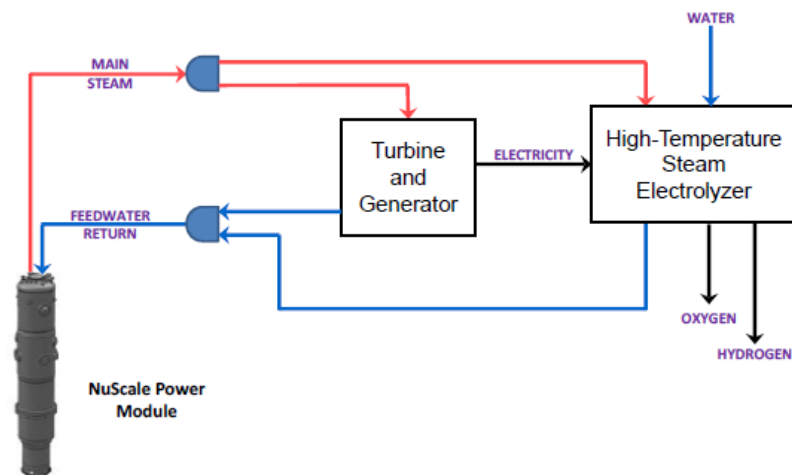 WATER
MAIN
STEAM
High-Temperature
Steam
Electrolyzer
Turbine
and
Generator
ELECTRICITY
FEEDWATER
RETURN
OXYGEN
HYDROGEN
NuScale Power
Module